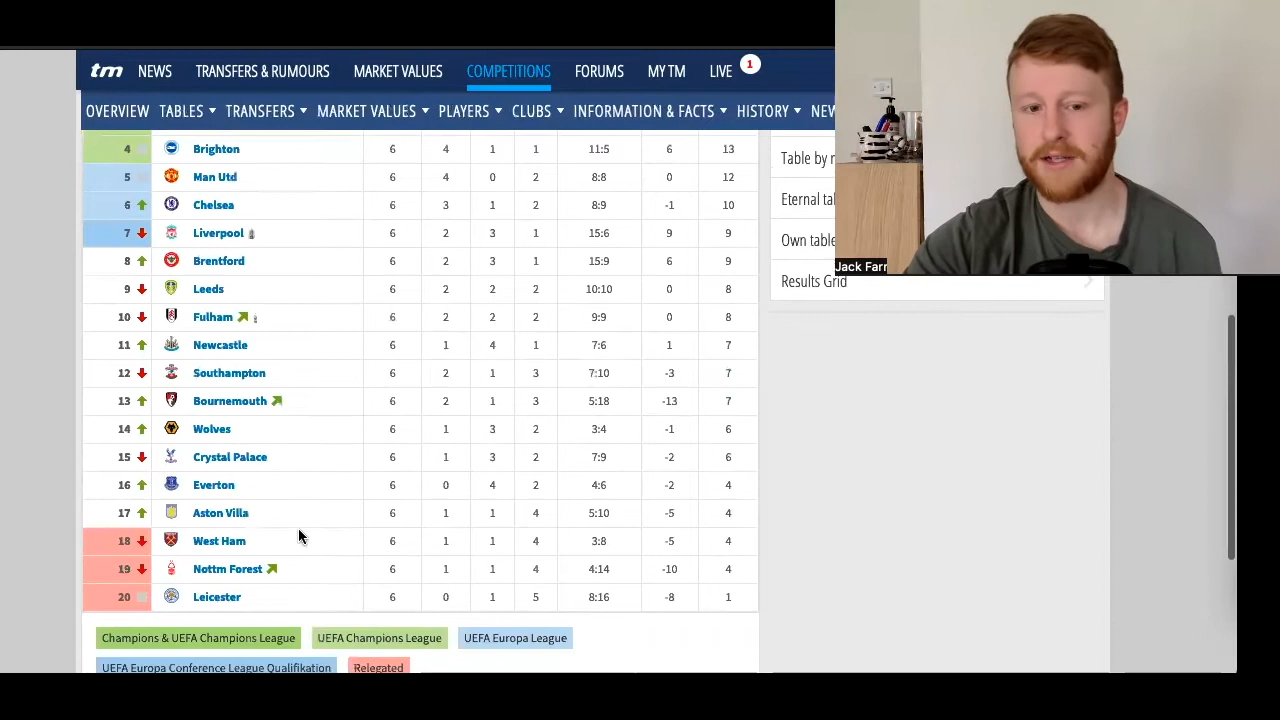 tm NEWS TRANSFERS & RUMOURS MARKET VALUES COMPETITIONS FORUMS MY TM LIVE 1
OVERVIEW TABLES TRANSFERS MARKET VALUES PLAYERS CLUBS INFORMATION & FACTS HISTORY NEW
4 Brighton 6 4 1 1 11:5 6 13
5 Man Utd 6 4 0 2 8:8 0 12
6 Chelsea 6 3 1 2 8:9 -1 10
7 Liverpool 6 2 3 1 15:6 9 9
8 Brentford 6 2 3 1 15:9 6 9
9 Leeds 6 2 2 2 10:10 0 8
10 Fulham 6 2 2 2 9:9 0 8
11 Newcastle 6 1 4 1 7:6 1 7
12 Southampton 6 2 1 3 7:10 -3 7
13 Bournemouth 6 2 1 3 5:18 -13 7
14 Wolves 6 1 3 2 3:4 -1 6
15 Crystal Palace 6 1 3 2 7:9 -2 6
16 Everton 6 0 4 2 4:6 -2 4
17 Aston Villa 6 1 1 4 5:10 -5 4
18 West Ham 6 1 1 4 3:8 -5 4
19 Nottm Forest 6 1 1 4 4:14 -10 4
20 Leicester 6 0 1 5 8:16 -8 1
Champions & UEFA Champions League UEFA Champions League UEFA Europa League
UEFA Europa Conference League Qualifikation Relegated
Table by r
Eternal ta
Own table
Results Grid
Jack Farr